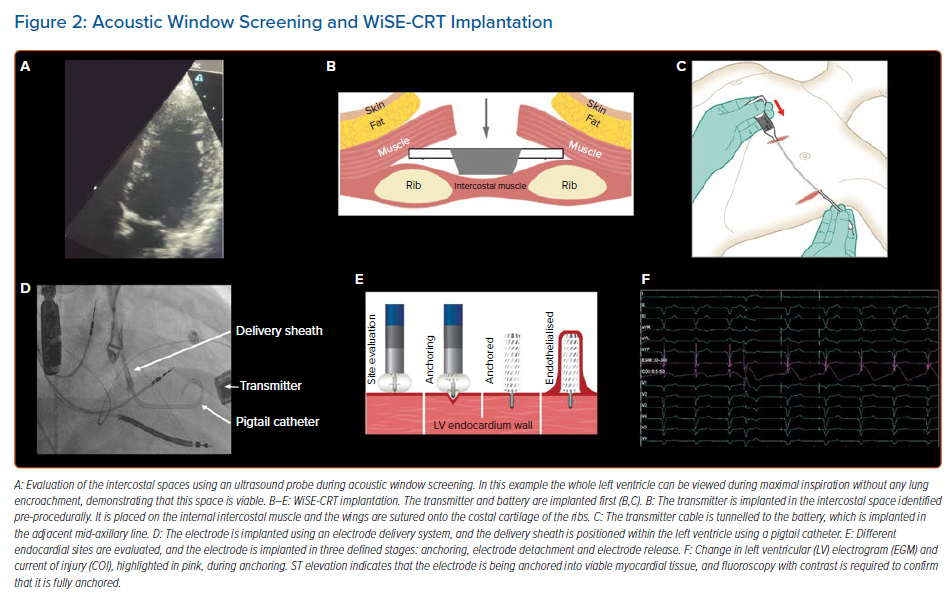 Figure 2: Acoustic Window Screening and WiSE-CRT Implantation
A
B
Skin
Fat
Muscle
Skin
Fat
Muscle
Rib
Intercostal muscle
Rib
C
D
Delivery sheath
Transmitter
Pigtail catheter
E
Site evaluation
Anchoring
Anchored
Endothelialised
LV endocardium wall
F
I
II
III
aVR
aVL
aVF
V2
A: Evaluation of the intercostal spaces using an ultrasound probe during acoustic window screening. In this example the whole left ventricle can be viewed during maximal inspiration without any lung
encroachment, demonstrating that this space is viable. B–E: WiSE-CRT implantation. The transmitter and battery are implanted first (B,C). B: The transmitter is implanted in the intercostal space identified
pre-procedurally. It is placed on the internal intercostal muscle and the wings are sutured onto the costal cartilage of the ribs. C: The transmitter cable is tunnelled to the battery, which is implanted in
the adjacent mid-axillary line. D: The electrode is implanted using an electrode delivery system, and the delivery sheath is positioned within the left ventricle using a pigtail catheter. E: Different
endocardial sites are evaluated, and the electrode is implanted in three defined stages: anchoring, electrode detachment and electrode release. F: Change in left ventricular (LV) electrogram (EGM) and
current of injury (COI), highlighted in pink, during anchoring. ST elevation indicates that the electrode is being anchored into viable myocardial tissue, and fluoroscopy with contrast is required to confirm
that it is fully anchored.